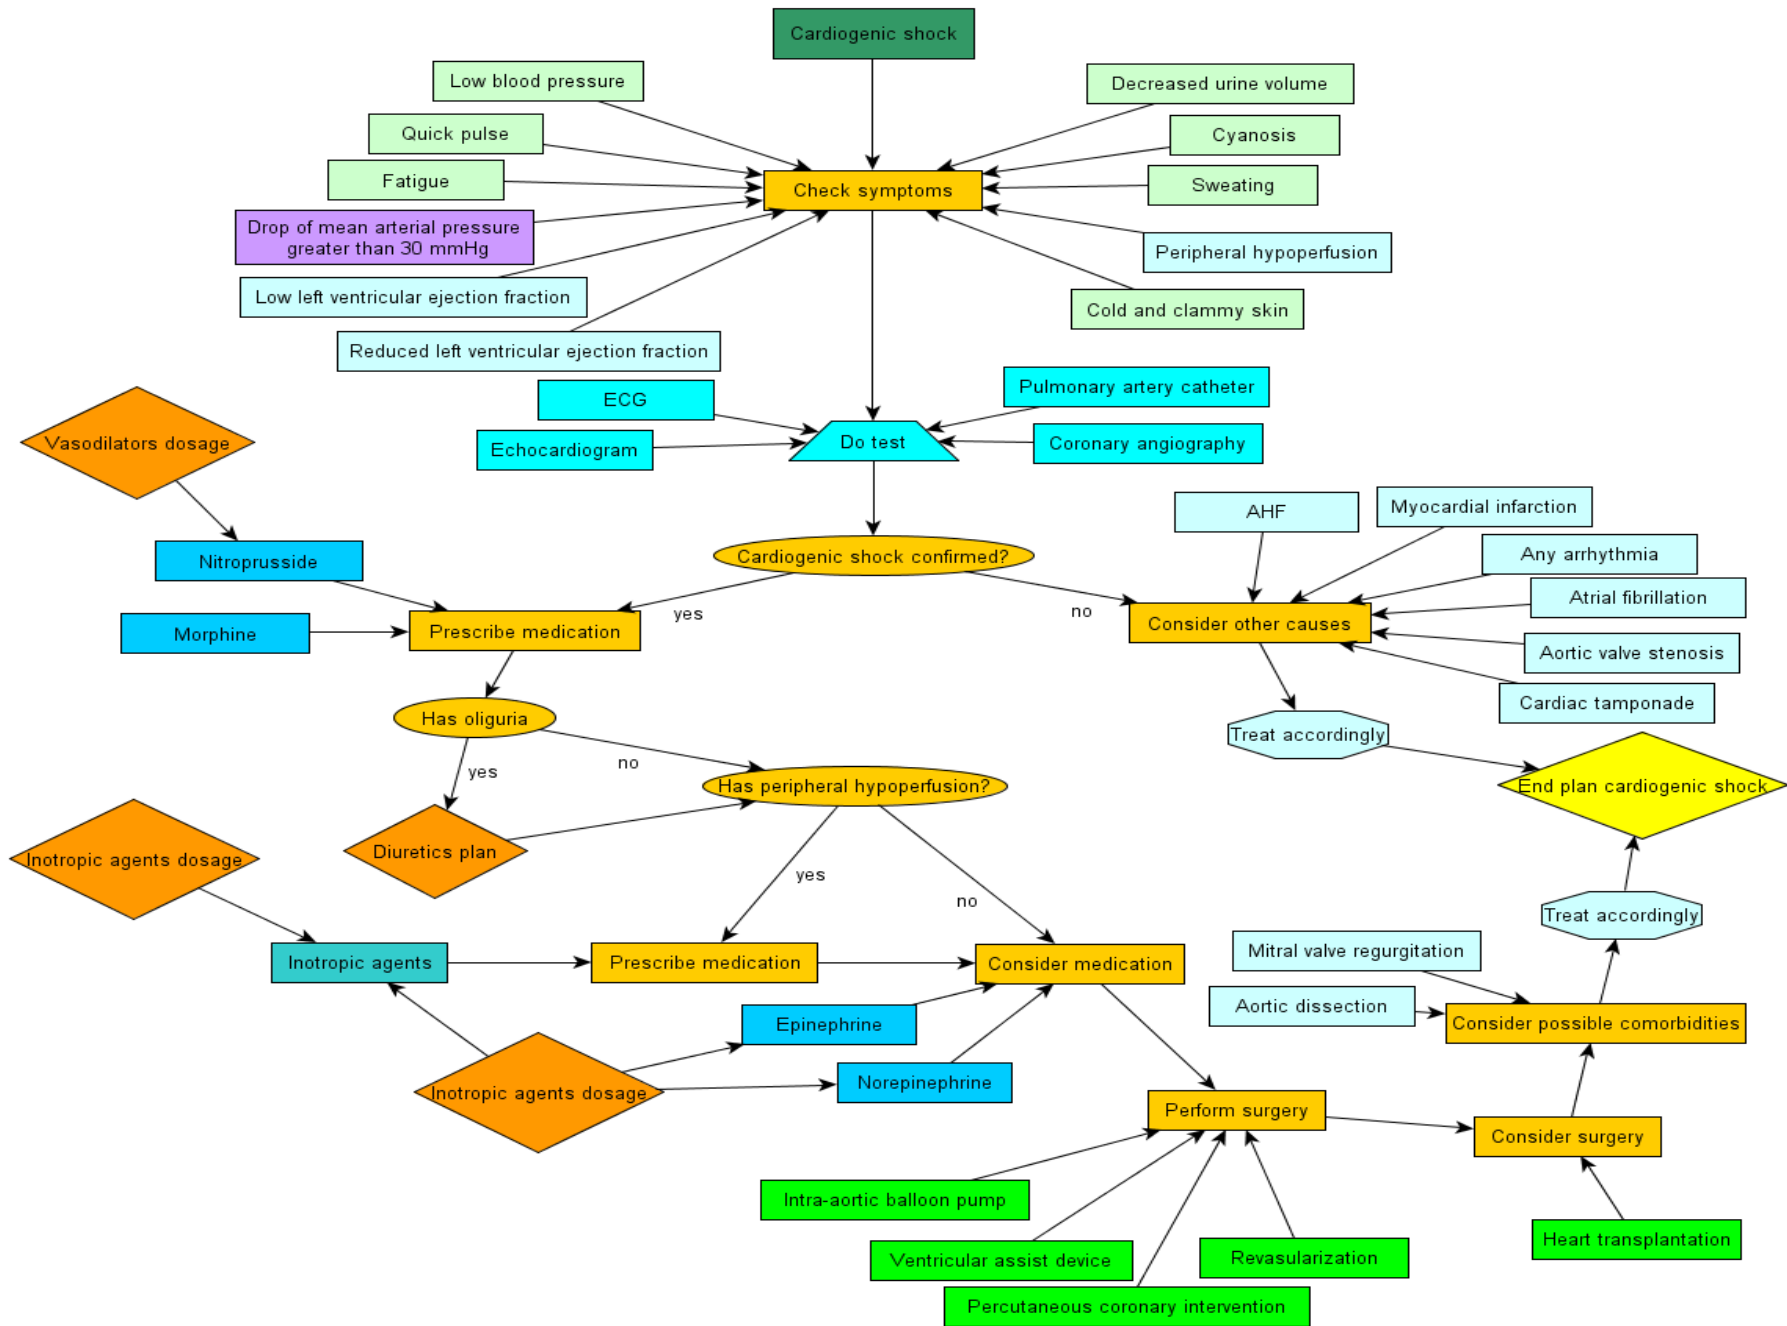 Cardiogenic shock
Low blood pressure
Decreased urine volume
Quick pulse
Cyanosis
Fatigue
Check symptoms
Sweating
Drop of mean arterial pressure
greater than 30 mmHg
Peripheral hypoperfusion
Low left ventricular ejection fraction
Cold and clammy skin
Reduced left ventricular ejection fraction
ECG
Pulmonary artery catheter
Vasodilators dosage
Echocardiogram
Do test
Coronary angiography
AHF
Myocardial infarction
Nitroprusside
Cardiogenic shock confirmed?
Any arrhythmia
Atrial fibrillation
yes
no
Morphine
Prescribe medication
Consider other causes
Aortic valve stenosis
Cardiac tamponade
Has oliguria
Treat accordingly
yes
no
Has peripheral hypoperfusion?
End plan cardiogenic shock
Inotropic agents dosage
Diuretics plan
yes
no
Treat accordingly
Inotropic agents
Prescribe medication
Consider medication
Mitral valve regurgitation
Aortic dissection
Epinephrine
Consider possible comorbidities
Inotropic agents dosage
Norepinephrine
Perform surgery
Consider surgery
Intra-aortic balloon pump
Heart transplantation
Ventricular assist device
Revasularization
Percutaneous coronary intervention